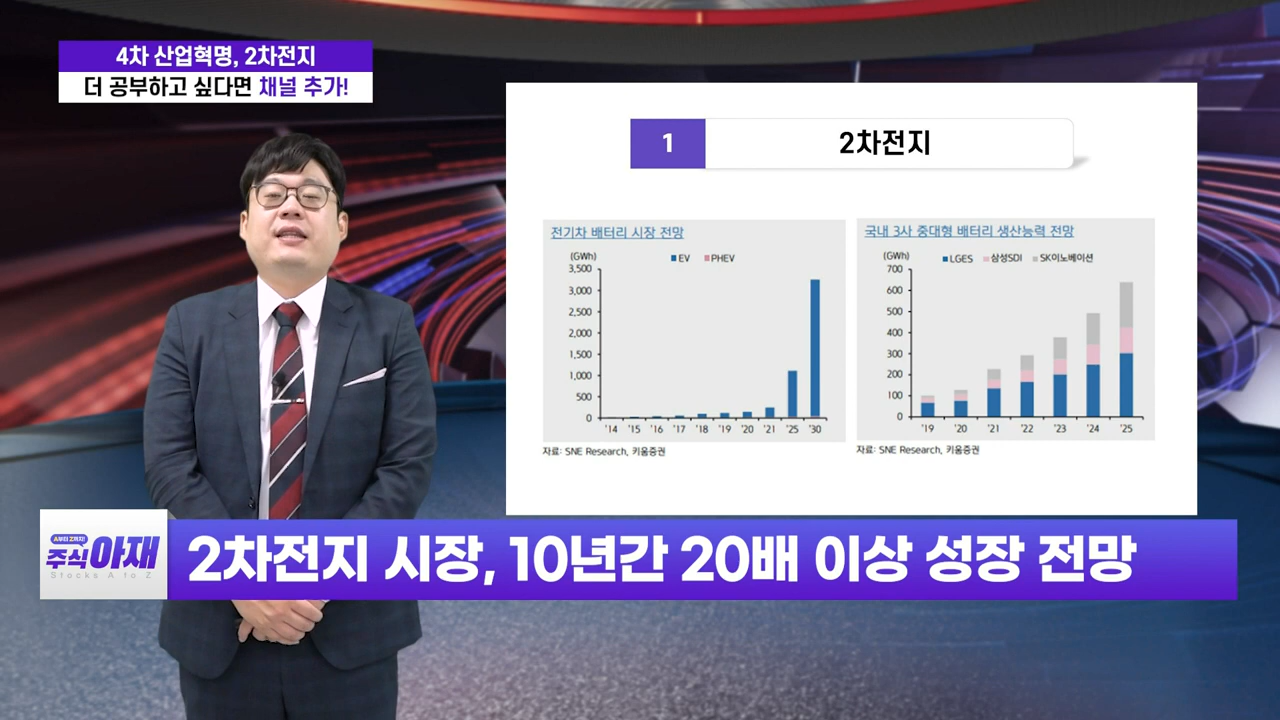 4차 산업혁명, 2차전지
더 공부하고 싶다면 채널 추가!
1
2차전지
전기차 배터리 시장 전망
(GWh)
EV PHEV
3,500
3,000
2,500
2,000
1,500
1,000
500
0
'14 '15 '16 '17 '18 '19 '20 '21 '25 '30
자료: SNE Research, 키움증권
국내 3사 중대형 배터리 생산능력 전망
(GWh)
LGES 삼성SDI SK이노베이션
700
600
500
400
300
200
100
0
'19 '20 '21 '22 '23 '24 '25
자료: SNE Research, 키움증권
A부터 Z까지!
주식아재
Stocks A to Z
2차전지 시장, 10년간 20배 이상 성장 전망